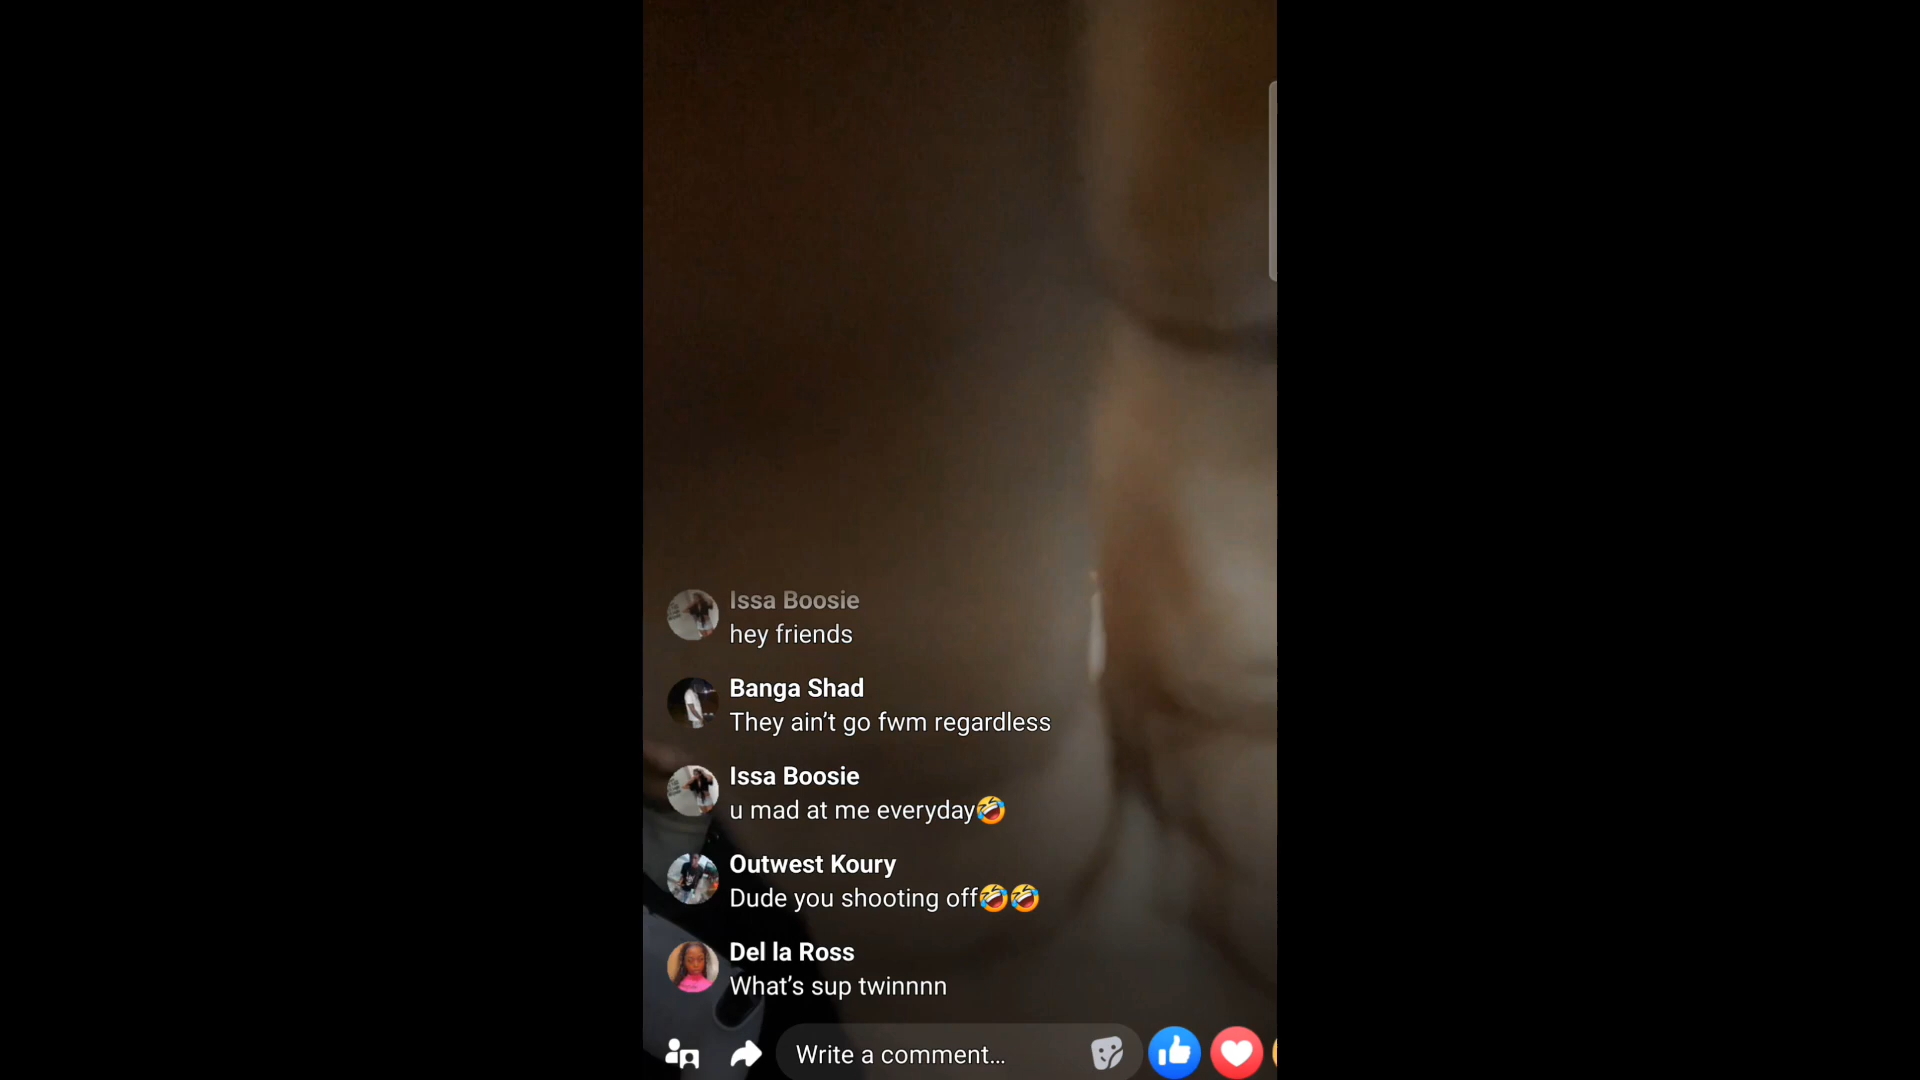 Issa Boosie
hey friends
Banga Shad
They ain’t go fwm regardless
Issa Boosie
u mad at me everyday🤣
Outwest Koury
Dude you shooting off🤣🤣
Del la Ross
What’s sup twinnnn
Write a comment...